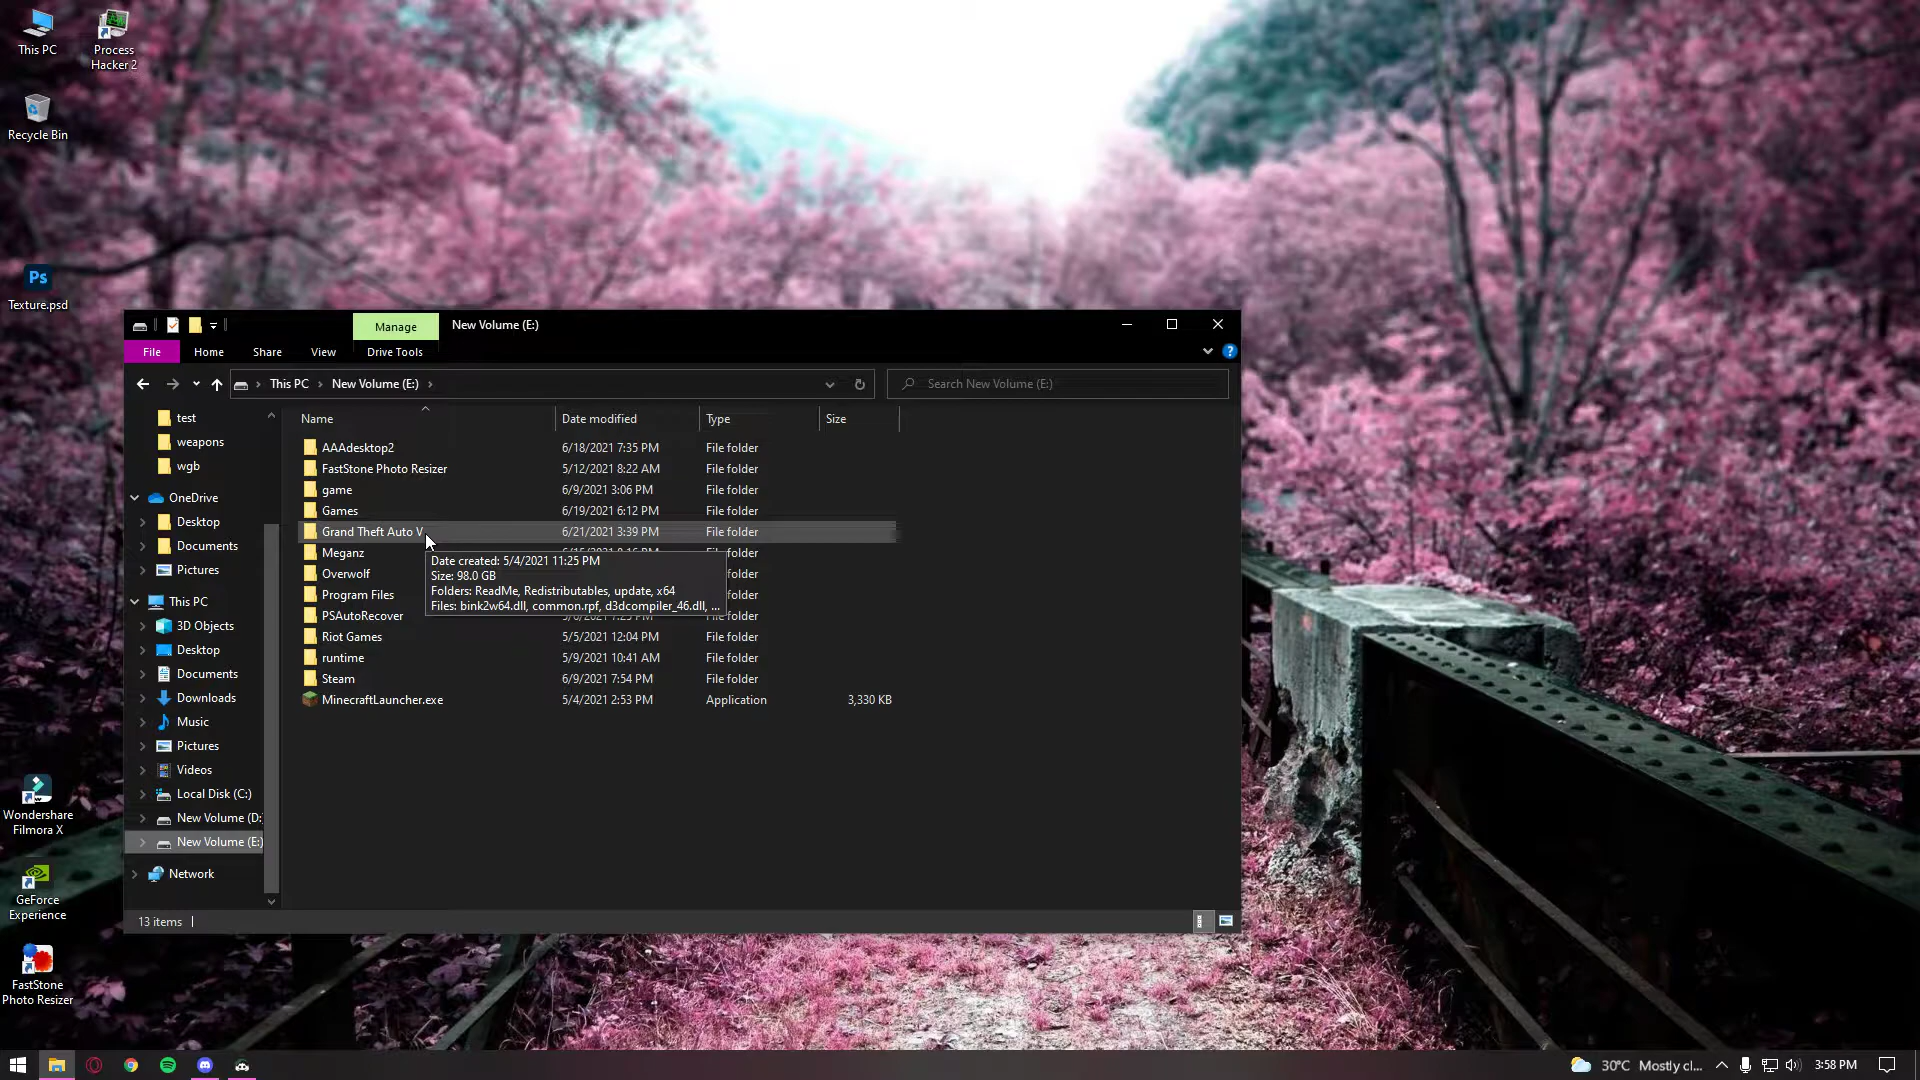 This PC
Process
Hacker 2
Recycle Bin
Ps
Texture.psd
Manage
New Volume (E:)
File
Home
Share
View
Drive Tools
This PC
New Volume (E:)
Search New Volume (E:)
test
weapons
wgb
OneDrive
Desktop
Documents
Pictures
This PC
3D Objects
Desktop
Documents
Downloads
Music
Pictures
Videos
Local Disk (C:)
New Volume (D:
New Volume (E:)
Network
Name Date modified Type Size
AAAdesktop2 6/18/2021 7:35 PM File folder
FastStone Photo Resizer 5/12/2021 8:22 AM File folder
game 6/9/2021 3:06 PM File folder
Games 6/19/2021 6:12 PM File folder
Grand Theft Auto V 6/21/2021 3:39 PM File folder
Meganz folder
Overwolf folder
Program Files folder
PSAutoRecover File folder
Riot Games 5/5/2021 12:04 PM File folder
runtime 5/9/2021 10:41 AM File folder
Steam 6/9/2021 7:54 PM File folder
MinecraftLauncher.exe 5/4/2021 2:53 PM Application 3,330 KB
Date created: 5/4/2021 11:25 PM
Size: 98.0 GB
Folders: ReadMe, Redistributables, update, x64
Files: bink2w64.dll, common.rpf, d3dcompiler_46.dll, ...
13 items
Wondershare
Filmora X
GeForce
Experience
FastStone
Photo Resizer
30°C Mostly cl...
3:58 PM